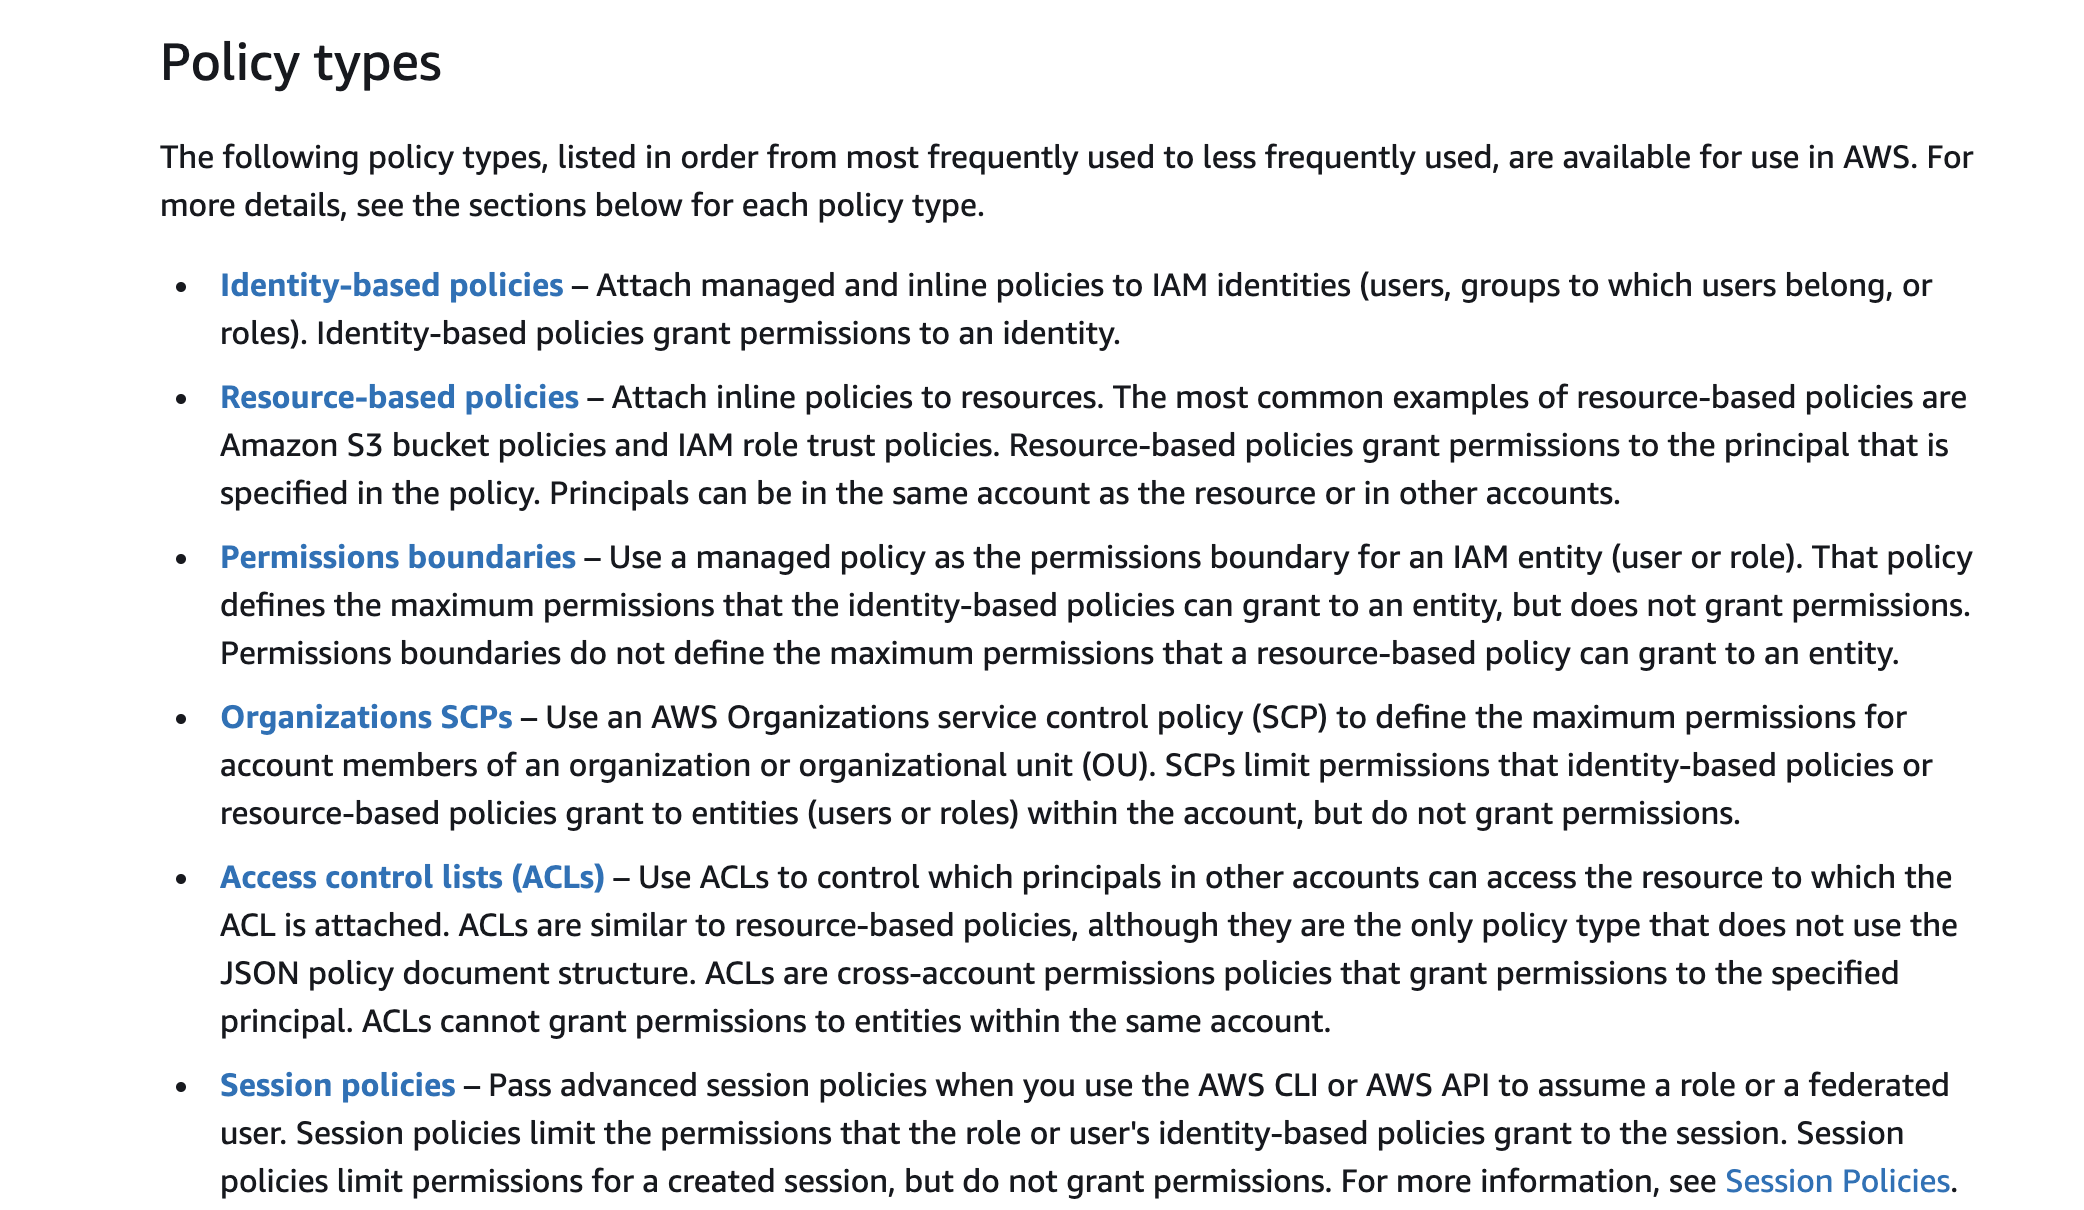 Policy types
The following policy types, listed in order from most frequently used to less frequently used, are available for use in AWS. For
more details, see the sections below for each policy type.
• Identity-based policies – Attach managed and inline policies to IAM identities (users, groups to which users belong, or
roles). Identity-based policies grant permissions to an identity.
• Resource-based policies – Attach inline policies to resources. The most common examples of resource-based policies are
Amazon S3 bucket policies and IAM role trust policies. Resource-based policies grant permissions to the principal that is
specified in the policy. Principals can be in the same account as the resource or in other accounts.
• Permissions boundaries – Use a managed policy as the permissions boundary for an IAM entity (user or role). That policy
defines the maximum permissions that the identity-based policies can grant to an entity, but does not grant permissions.
Permissions boundaries do not define the maximum permissions that a resource-based policy can grant to an entity.
• Organizations SCPs – Use an AWS Organizations service control policy (SCP) to define the maximum permissions for
account members of an organization or organizational unit (OU). SCPs limit permissions that identity-based policies or
resource-based policies grant to entities (users or roles) within the account, but do not grant permissions.
• Access control lists (ACLs) – Use ACLs to control which principals in other accounts can access the resource to which the
ACL is attached. ACLs are similar to resource-based policies, although they are the only policy type that does not use the
JSON policy document structure. ACLs are cross-account permissions policies that grant permissions to the specified
principal. ACLs cannot grant permissions to entities within the same account.
• Session policies – Pass advanced session policies when you use the AWS CLI or AWS API to assume a role or a federated
user. Session policies limit the permissions that the role or user's identity-based policies grant to the session. Session
policies limit permissions for a created session, but do not grant permissions. For more information, see Session Policies.